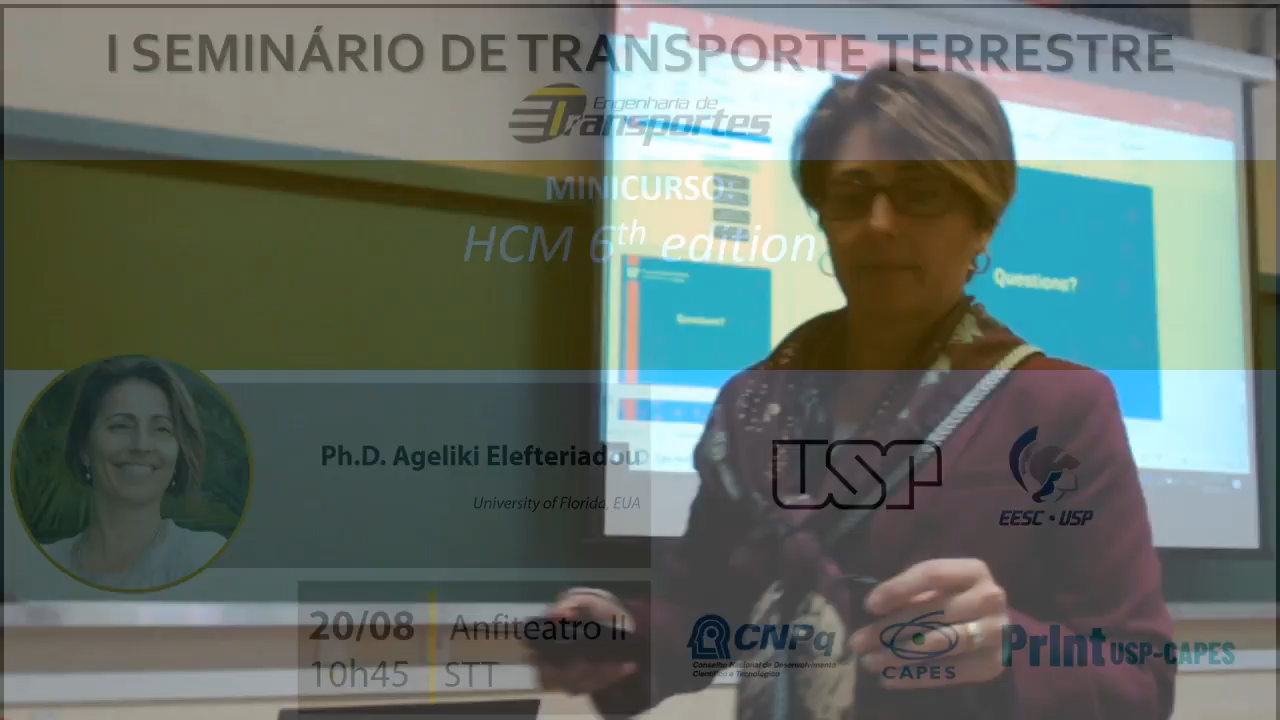 I SEMINÁRIO DE TRANSPORTE TERRESTRE
Engenharia de
Transportes
MINICURSO:
HCM 6th edition
Questions?
Questions?
Ph.D. Ageliki Elefteriadou
University of Florida, EUA
USP
EESC • USP
20/08
Anfiteatro II
10h45
STT
CNPq
Conselho Nacional de Desenvolvimento
Científico e Tecnológico
CAPES
PrInt USP-CAPES